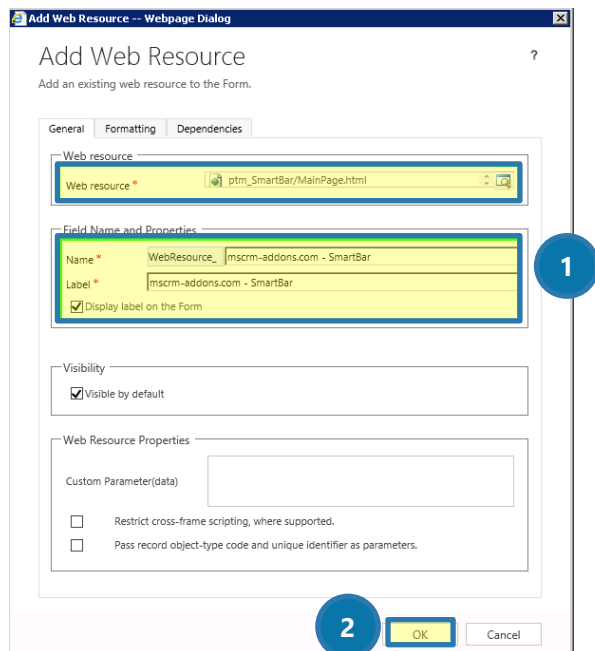 Add Web Resource -- Webpage Dialog
Add Web Resource
?
Add an existing web resource to the Form.
General Formatting Dependencies
Web resource
Web resource * ptm_SmartBar/MainPage.html
Field Name and Properties
Name * WebResource_ mscrm-addons.com - SmartBar
Label * mscrm-addons.com - SmartBar
Display label on the Form
1
Visibility
Visible by default
Web Resource Properties
Custom Parameter(data)
Restrict cross-frame scripting, where supported.
Pass record object-type code and unique identifier as parameters.
2
OK Cancel